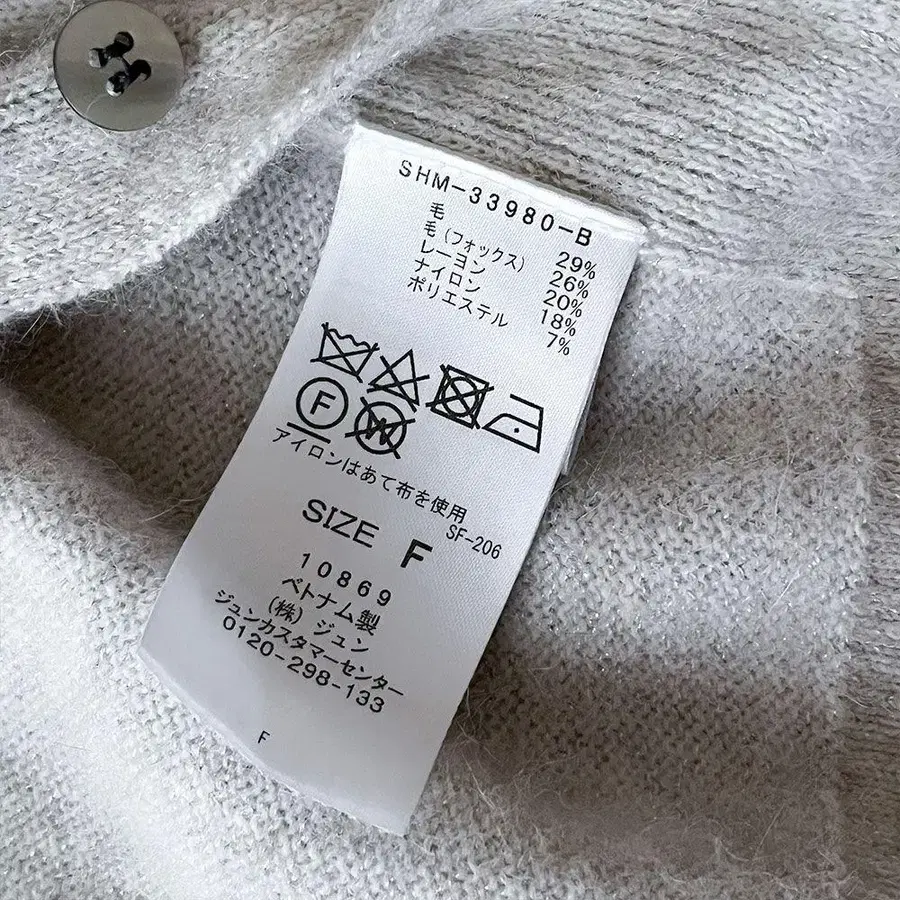 SHM-33980-B
毛 29%
毛(フォックス) 26%
レーヨン 20%
ナイロン 18%
ポリエステル 7%
F W
アイロンはあて布を使用
SF-206
SIZE F
10869
ベトナム製
(株)ジュン
ジュンカスタマーセンター
0120-298-133
F